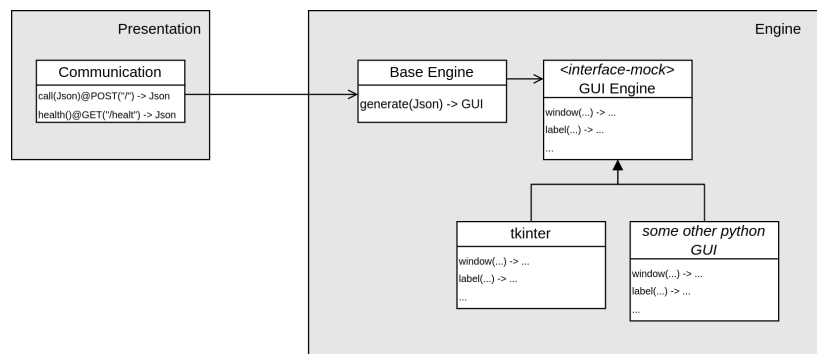 Presentation
Communication
call(Json)@POST("/") -> Json
health()@GET("/healt") -> Json
Engine
Base Engine
generate(Json) -> GUI
<interface-mock>
GUI Engine
window(...) -> ...
label(...) -> ...
...
tkinter
window(...) -> ...
label(...) -> ...
...
some other python
GUI
window(...) -> ...
label(...) -> ...
...